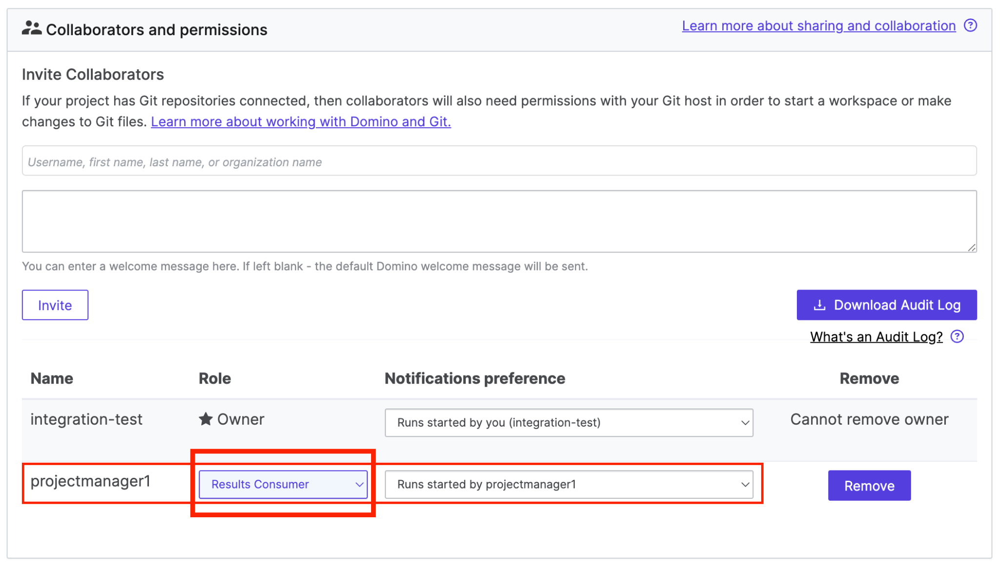 Collaborators and permissions
Learn more about sharing and collaboration ?
Invite Collaborators
If your project has Git repositories connected, then collaborators will also need permissions with your Git host in order to start a workspace or make
changes to Git files. Learn more about working with Domino and Git.
Username, first name, last name, or organization name
You can enter a welcome message here. If left blank - the default Domino welcome message will be sent.
Invite
Download Audit Log
What's an Audit Log? ?
Name Role Notifications preference Remove
integration-test Owner Runs started by you (integration-test) Cannot remove owner
projectmanager1 Results Consumer Runs started by projectmanager1 Remove